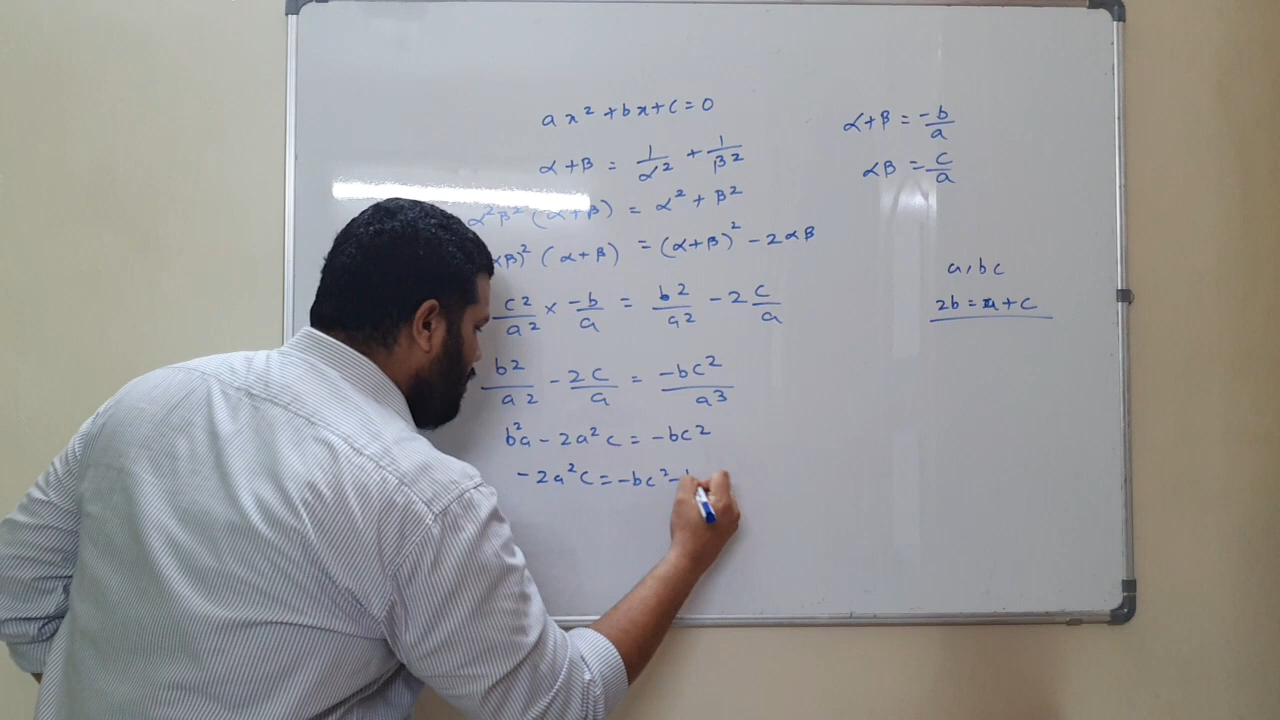 ax² + bx + c = 0
α + β = 1/α² + 1/β²
α²β² (α + β) = α² + β²
αβ)² (α + β) = (α + β)² - 2αβ
c²/a² × -b/a = b²/a² - 2 c/a
b²/a² - 2c/a = -bc²/a³
b²a - 2a²c = -bc²
-2a²c = -bc² -
α + β = -b/a
αβ = c/a
a, bc
2b = a + c